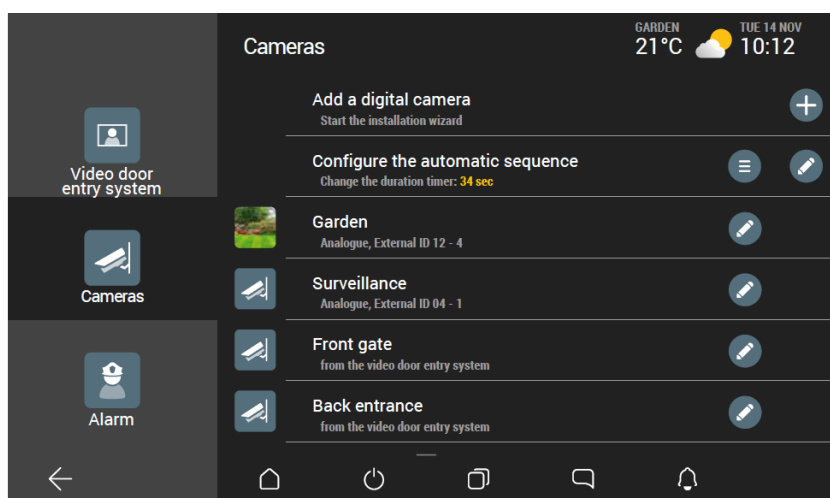 Cameras
GARDEN
21°C
TUE 14 NOV
10:12
Video door
entry system
Cameras
Alarm
Add a digital camera
Start the installation wizard
Configure the automatic sequence
Change the duration timer: 34 sec
Garden
Analogue, External ID 12 - 4
Surveillance
Analogue, External ID 04 - 1
Front gate
from the video door entry system
Back entrance
from the video door entry system